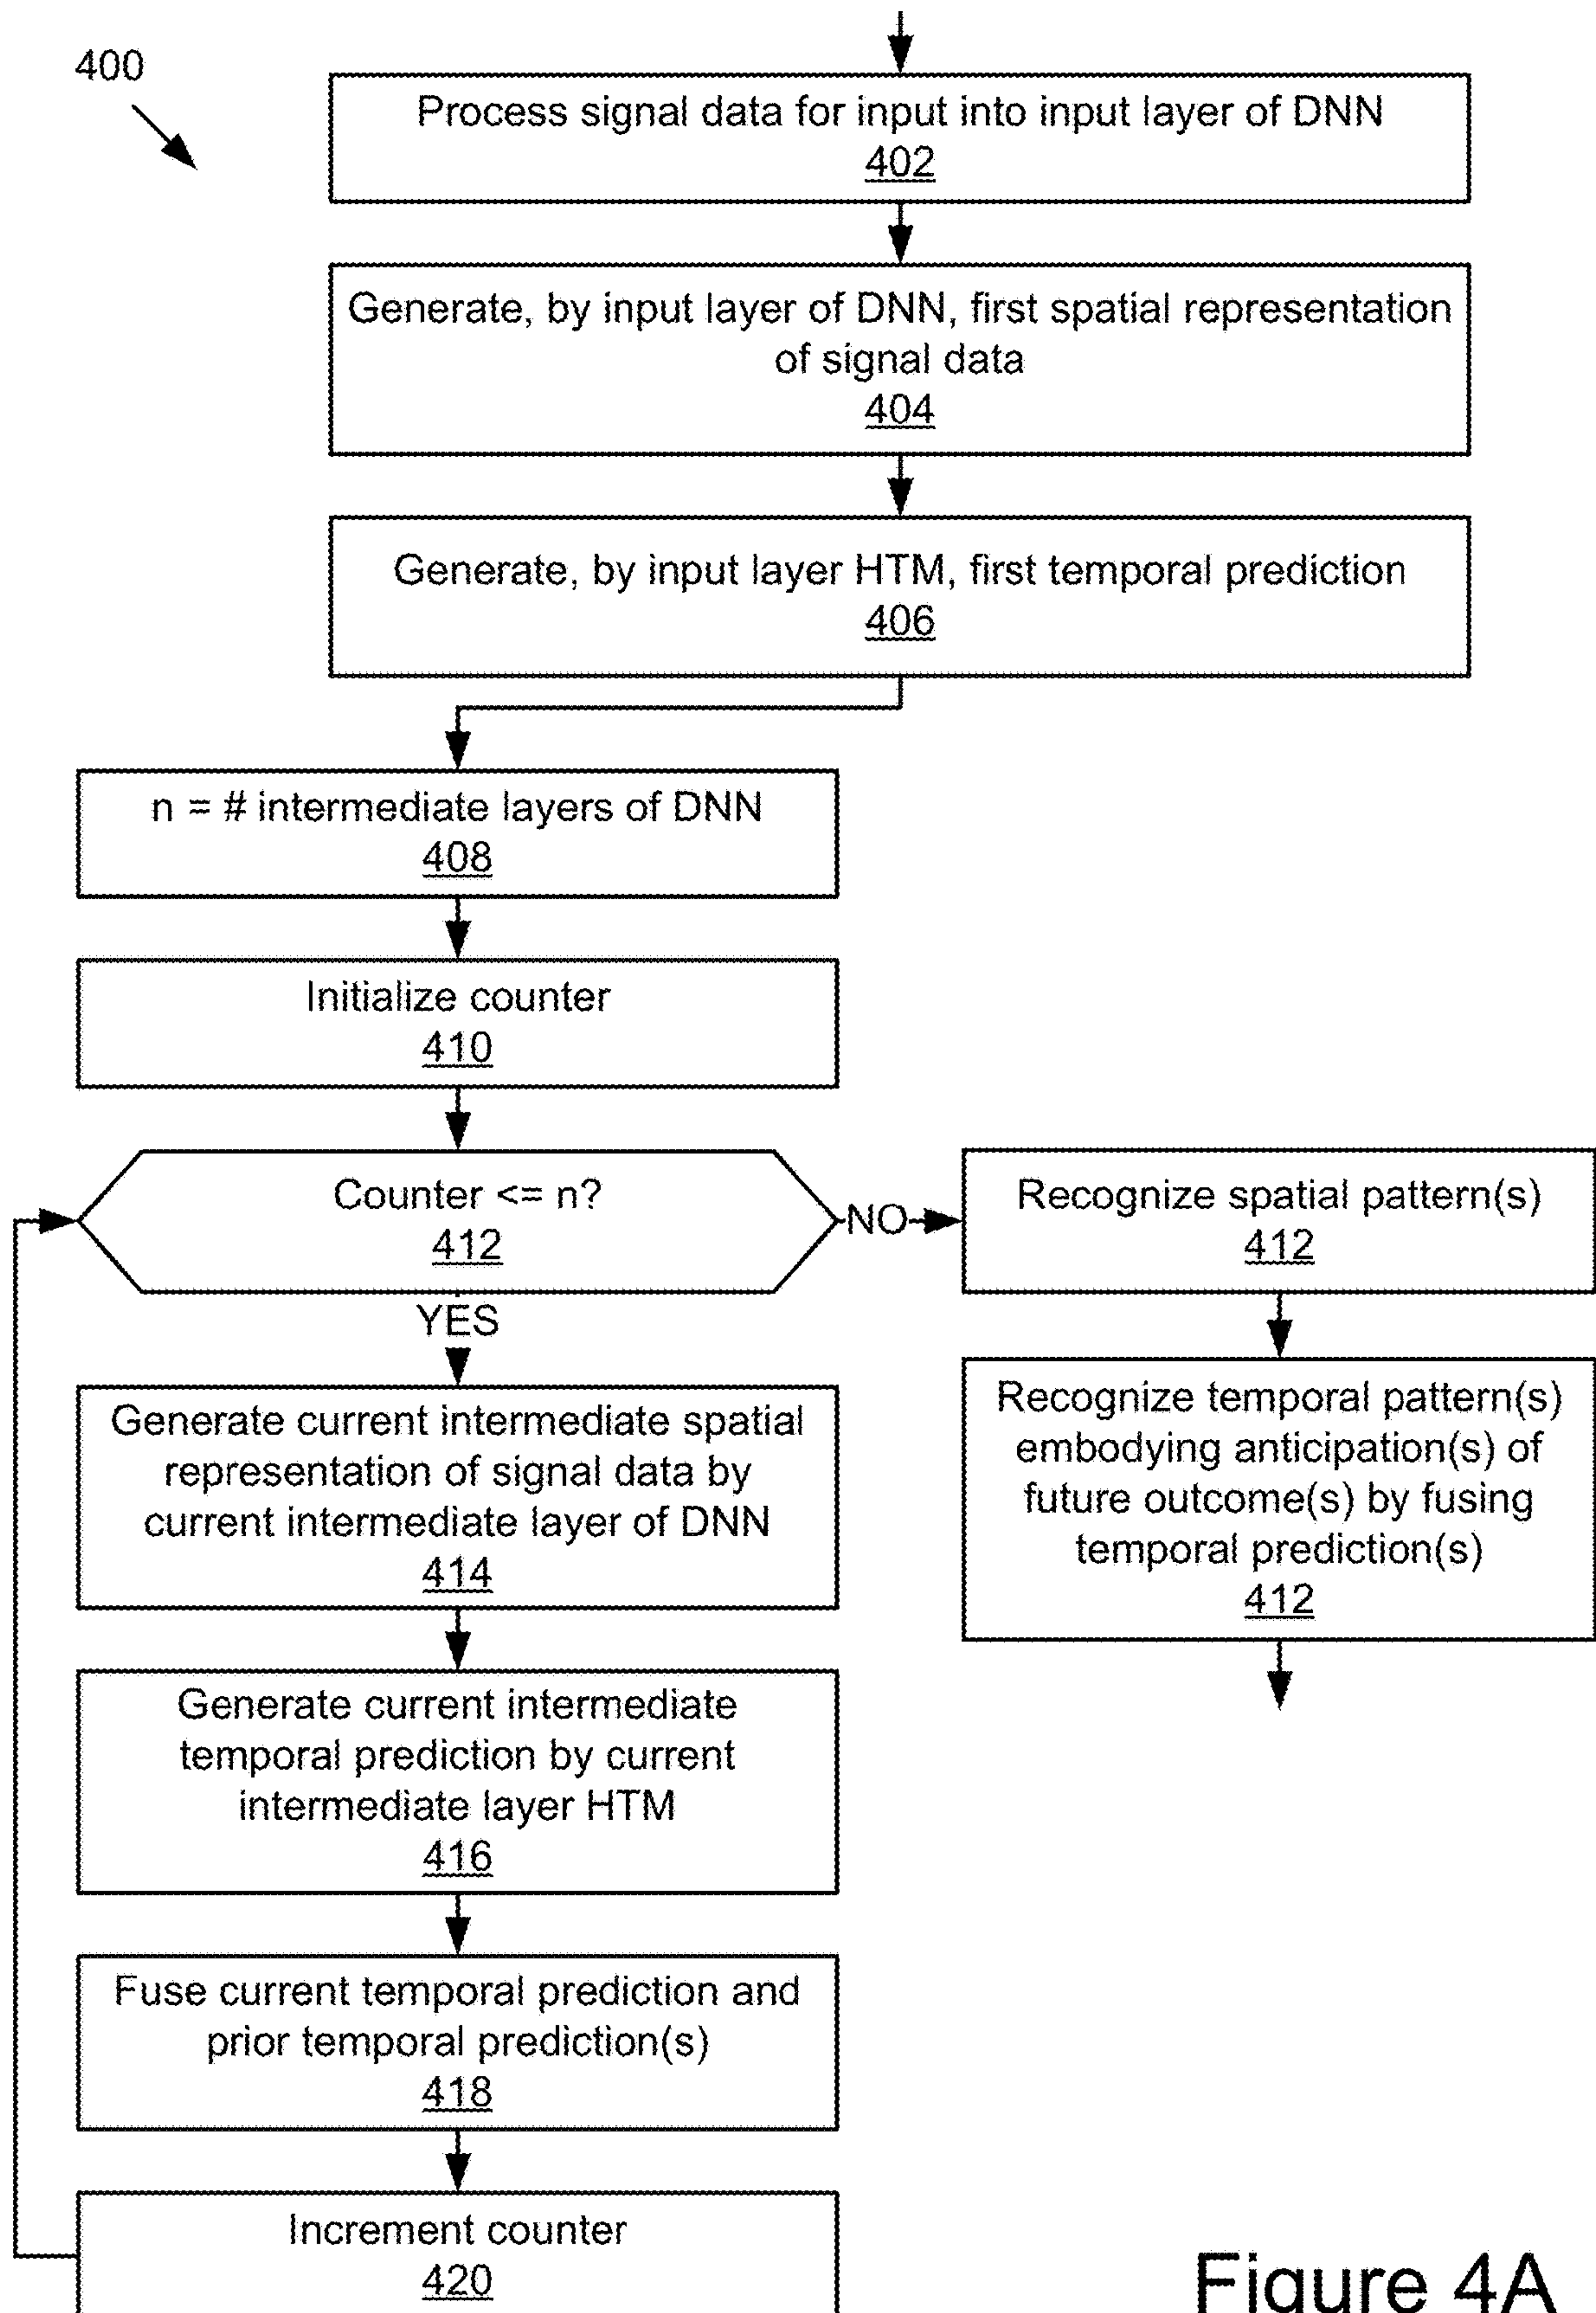 400
Process signal data for input into input layer of DNN
402
Generate, by input layer of DNN, first spatial representation
of signal data
404
Generate, by input layer HTM, first temporal prediction
406
n = # intermediate layers of DNN
408
Initialize counter
410
Counter <= n?
412
NO
Recognize spatial pattern(s)
412
YES
Recognize temporal pattern(s)
embodying anticipation(s) of
future outcome(s) by fusing
temporal prediction(s)
412
Generate current intermediate spatial
representation of signal data by
current intermediate layer of DNN
414
Generate current intermediate
temporal prediction by current
intermediate layer HTM
416
Fuse current temporal prediction and
prior temporal prediction(s)
418
Increment counter
420
Figure 4A